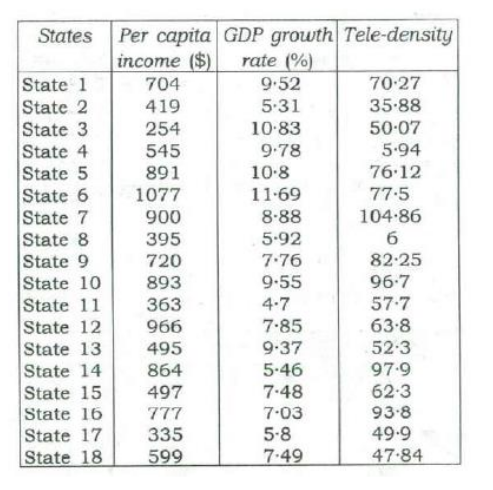 States Per capita income ($) GDP growth rate (%) Tele-density
State 1 704 9·52 70·27
State 2 419 5·31 35·88
State 3 254 10·83 50·07
State 4 545 9·78 5·94
State 5 891 10·8 76·12
State 6 1077 11·69 77·5
State 7 900 8·88 104·86
State 8 395 5·92 6
State 9 720 7·76 82·25
State 10 893 9·55 96·7
State 11 363 4·7 57·7
State 12 966 7·85 63·8
State 13 495 9·37 52·3
State 14 864 5·46 97·9
State 15 497 7·48 62·3
State 16 777 7·03 93·8
State 17 335 5·8 49·9
State 18 599 7·49 47·84